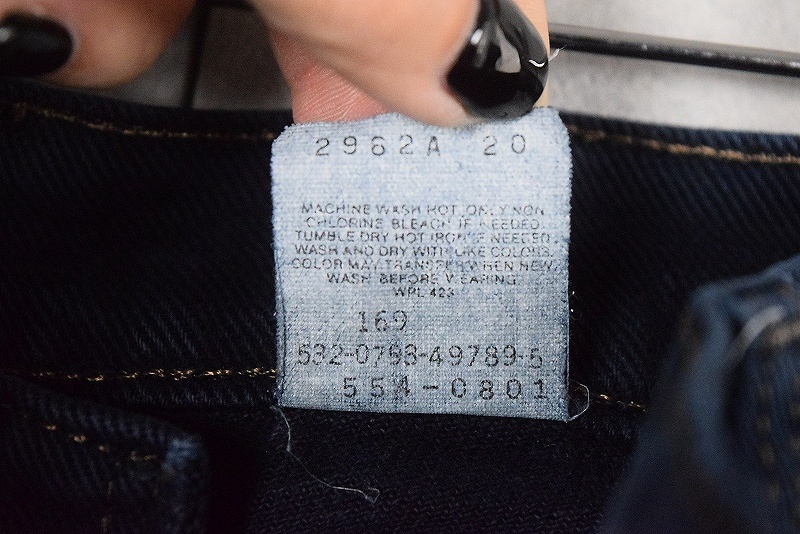 2962A 20
MACHINE WASH HOT ONLY NON
CHLORINE BLEACH IF NEEDED
TUMBLE DRY HOT IRON IF NEEDED
WASH AND DRY WITH LIKE COLORS
COLOR MAY TRANSFER WHEN NEW
WASH BEFORE WEARING
WPL 423
169
532-0793-49789-5
554-0801